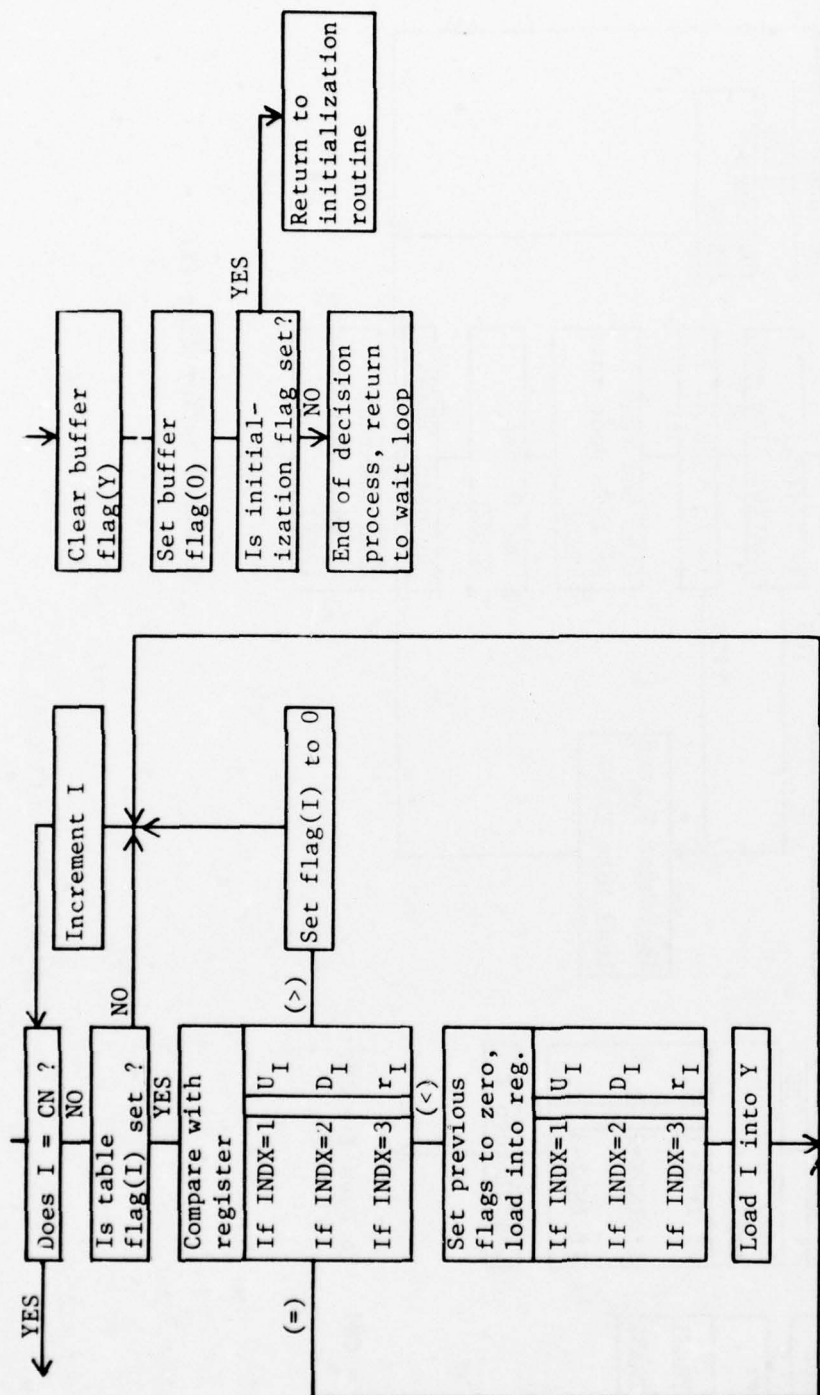 YES
Does I = CN ?
NO
Is table
flag(I) set ?
NO
YES
Compare with
register
If INDX=1 U_I
If INDX=2 D_I
If INDX=3 r_I
(=)
(>)
(<)
Set previous
flags to zero,
load into reg.
If INDX=1 U_I
If INDX=2 D_I
If INDX=3 r_I
Load I into Y
Increment I
Set flag(I) to 0
Clear buffer
flag(Y)
Set buffer
flag(0)
Is initial-
ization flag set?
YES
NO
End of decision
process, return
to wait loop
Return to
initialization
routine